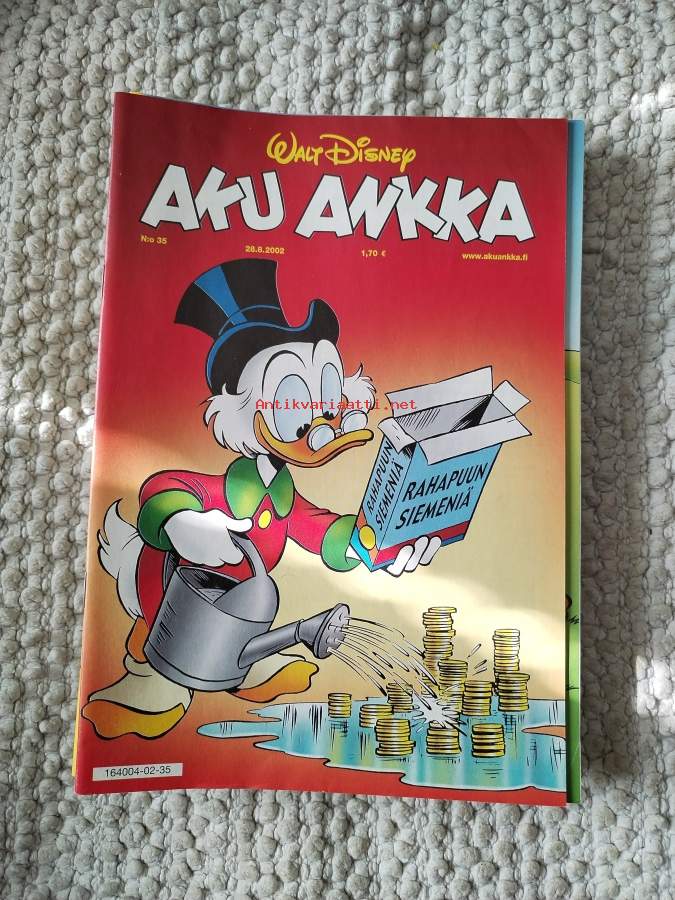 WALT DISNEY
AKU ANKKA
N:o 35 28.8.2002 1,70 € www.akuankka.fi
Antikvariaatti.net
RAHAPUUN
SIEMENIÄ
RAHAPUUN
SIEMENIÄ
164004-02-35